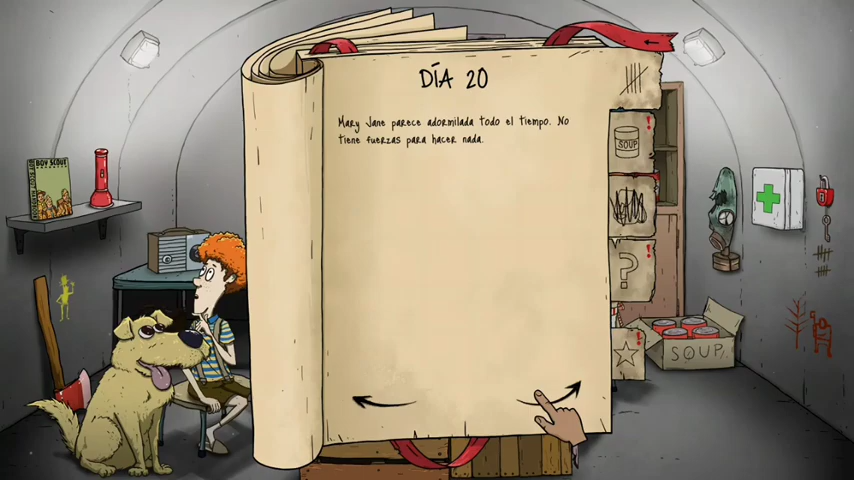 DÍA 20
Mary Jane parece adormilada todo el tiempo. No
tiene fuerzas para hacer nada.
BOY SCOUT
SOUP
!
!
?
!
SOUP